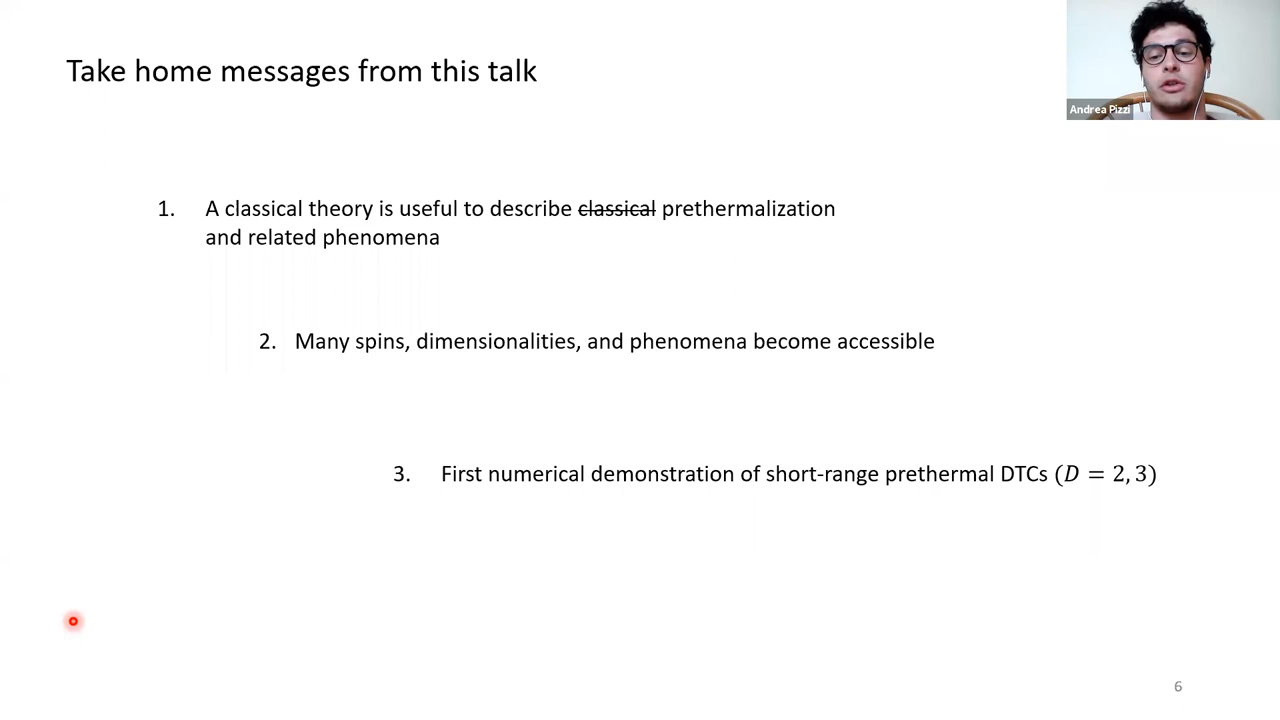 Take home messages from this talk
Andrea Pizzi
1. A classical theory is useful to describe classical prethermalization
and related phenomena
2. Many spins, dimensionalities, and phenomena become accessible
3. First numerical demonstration of short-range prethermal DTCs (D = 2, 3)
6